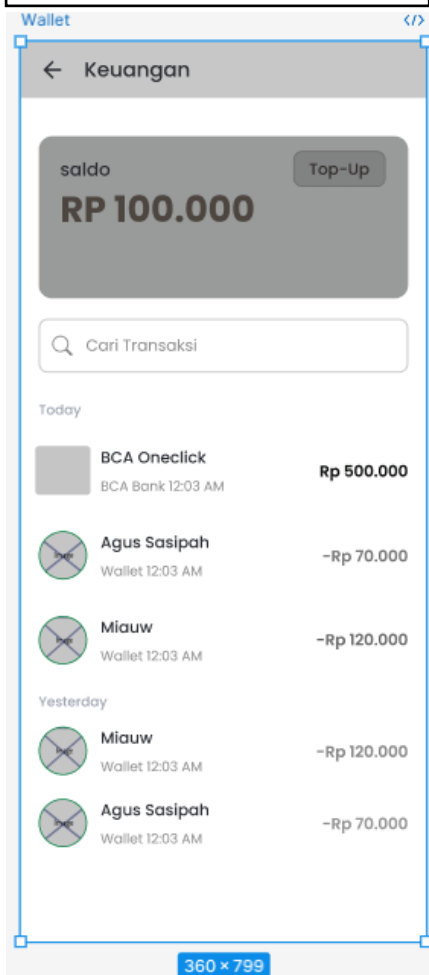 Wallet </>
← Keuangan
saldo
Top-Up
RP 100.000
Cari Transaksi
Today
BCA Oneclick
Rp 500.000
BCA Bank 12:03 AM
Agus Sasipah
-Rp 70.000
Wallet 12:03 AM
Miauw
-Rp 120.000
Wallet 12:03 AM
Yesterday
Miauw
-Rp 120.000
Wallet 12:03 AM
Agus Sasipah
-Rp 70.000
Wallet 12:03 AM
360 × 799